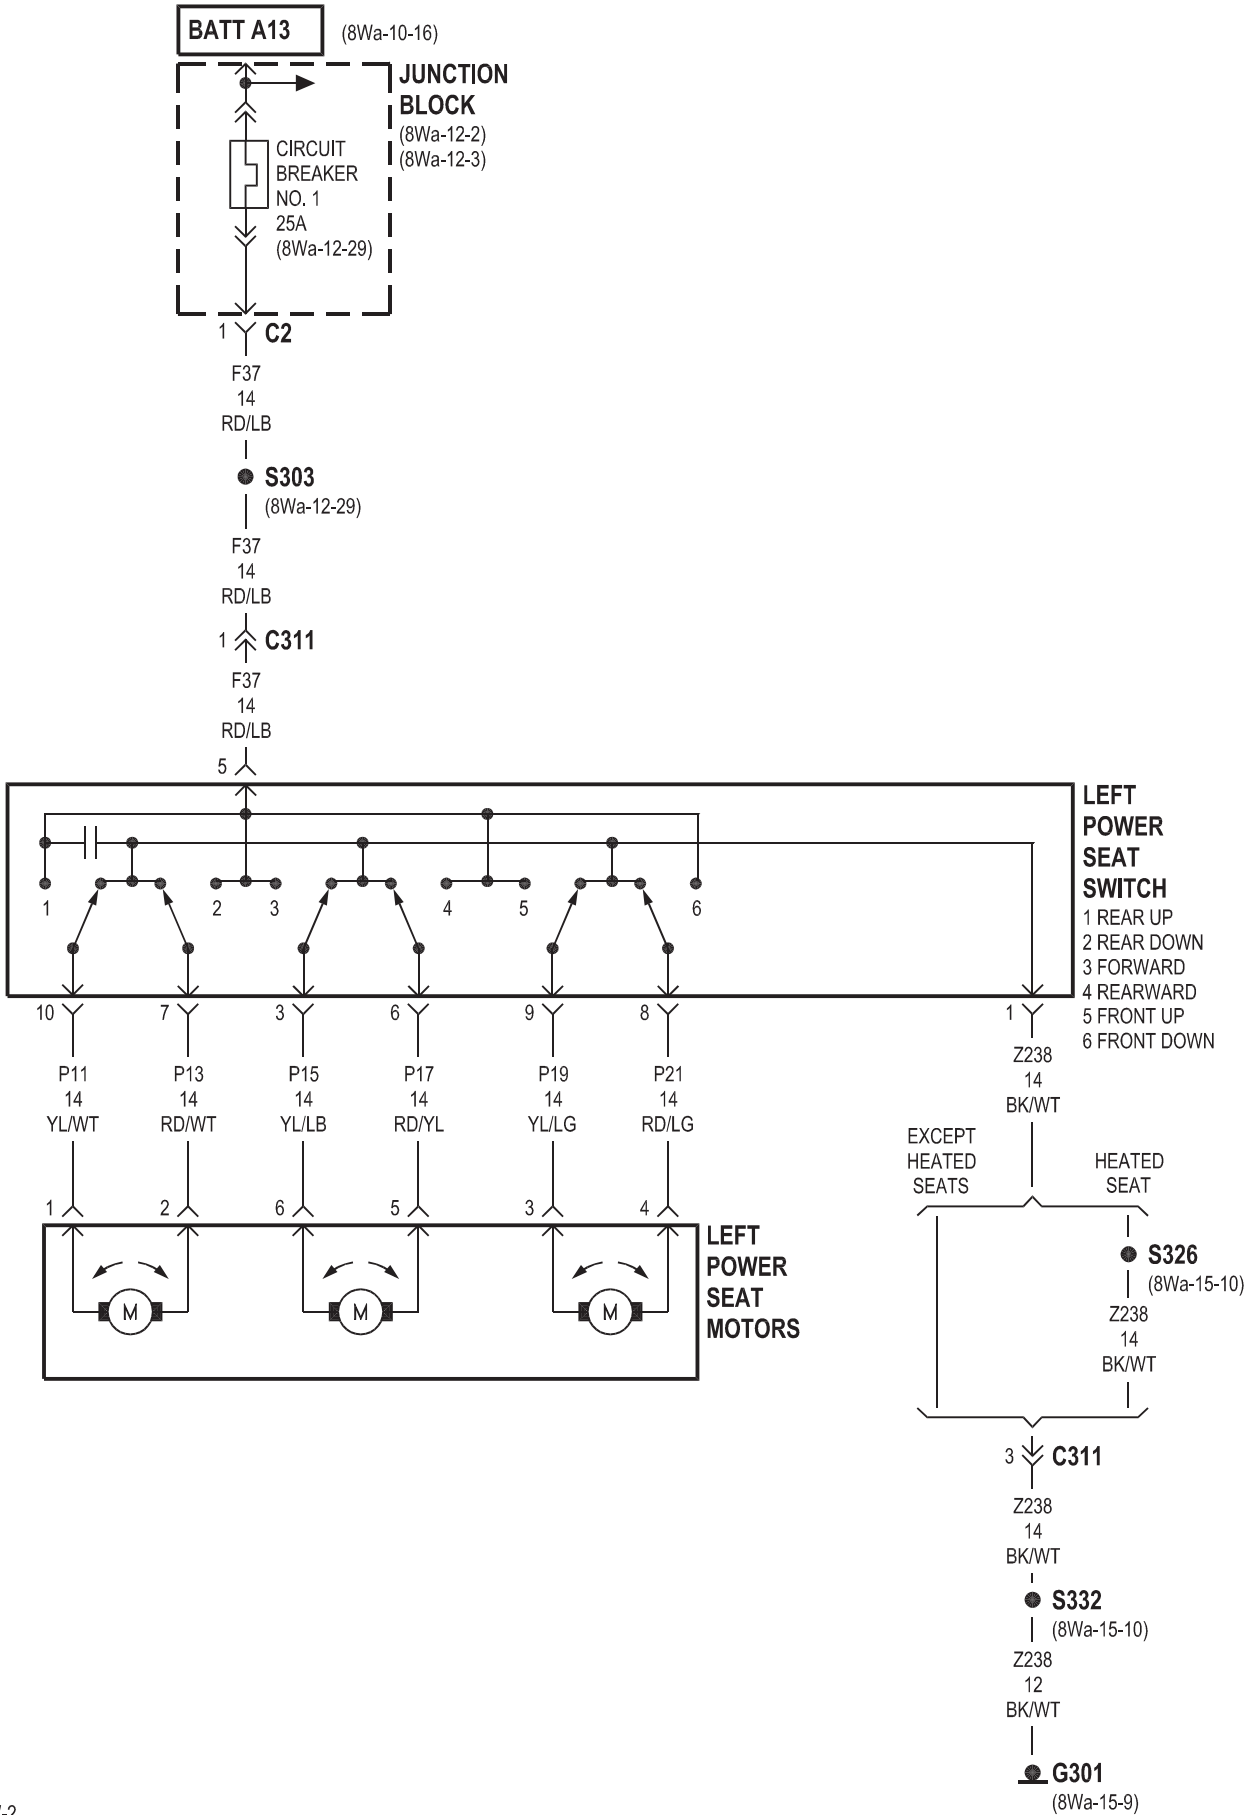 BATT A13
(8Wa-10-16)
JUNCTION
BLOCK
(8Wa-12-2)
(8Wa-12-3)
CIRCUIT
BREAKER
NO. 1
25A
(8Wa-12-29)
1
C2
F37
14
RD/LB
S303
(8Wa-12-29)
F37
14
RD/LB
1
C311
F37
14
RD/LB
5
LEFT
POWER
SEAT
SWITCH
1 REAR UP
2 REAR DOWN
3 FORWARD
4 REARWARD
5 FRONT UP
6 FRONT DOWN
1 2 3 4 5 6
10 7 3 6 9 8 1
P11 P13 P15 P17 P19 P21
14 14 14 14 14 14
YL/WT RD/WT YL/LB RD/YL YL/LG RD/LG
Z238
14
BK/WT
1 2 6 5 3 4
LEFT
POWER
SEAT
MOTORS
M M M
EXCEPT
HEATED
SEATS
HEATED
SEAT
S326
(8Wa-15-10)
Z238
14
BK/WT
3
C311
Z238
14
BK/WT
S332
(8Wa-15-10)
Z238
12
BK/WT
G301
(8Wa-15-9)